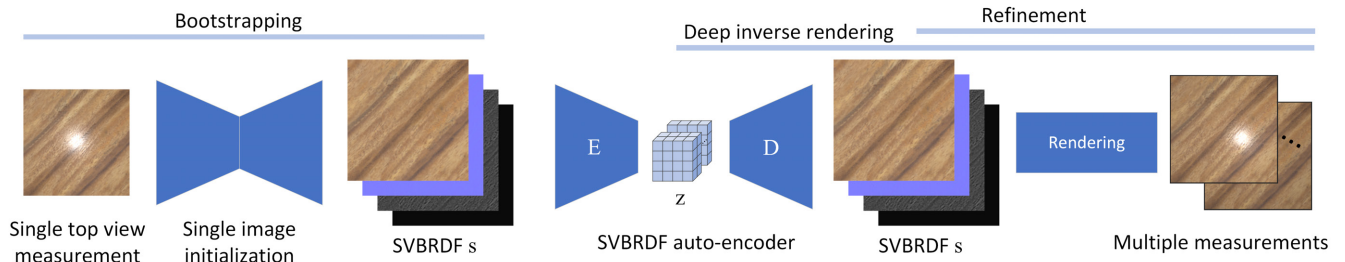 Bootstrapping
Refinement
Deep inverse rendering
E
z
D
Rendering
Single top view
measurement
Single image
initialization
SVBRDF s
SVBRDF auto-encoder
SVBRDF s
Multiple measurements